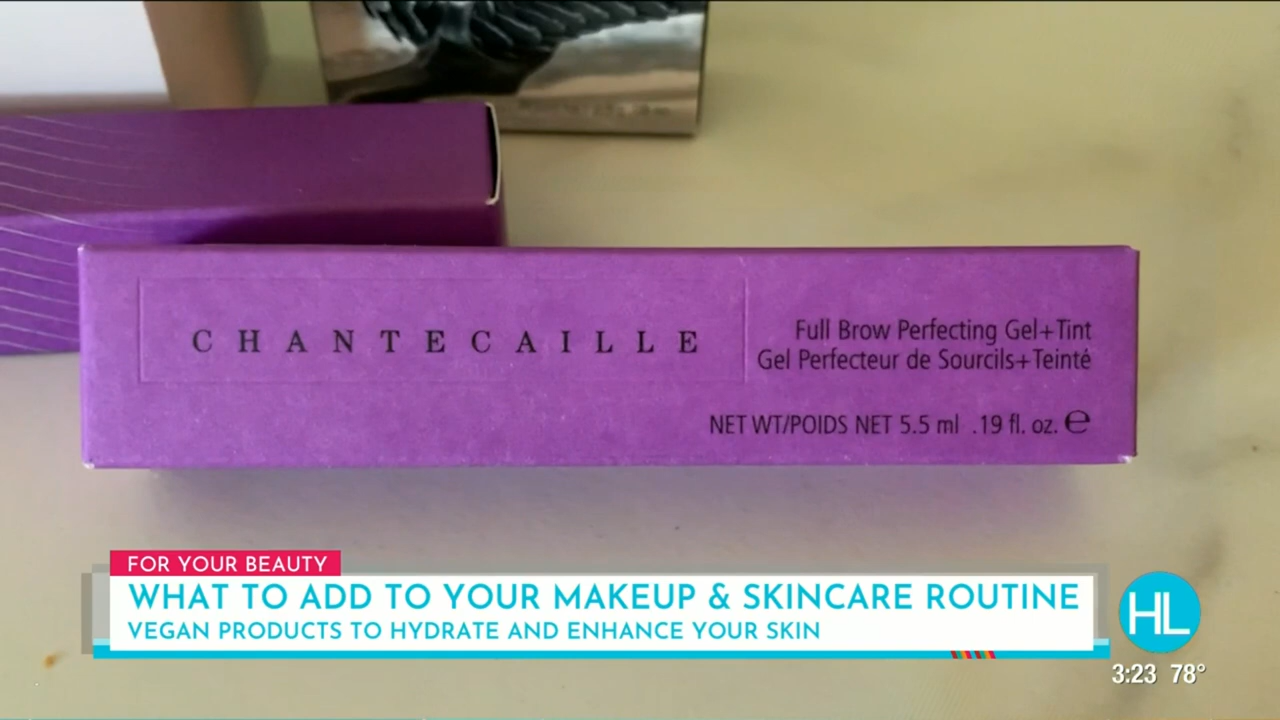 CHANTECAILLE
Full Brow Perfecting Gel+Tint
Gel Perfecteur de Sourcils+Teinté
NET WT/POIDS NET 5.5 ml .19 fl. oz. ℮
FOR YOUR BEAUTY
WHAT TO ADD TO YOUR MAKEUP & SKINCARE ROUTINE
VEGAN PRODUCTS TO HYDRATE AND ENHANCE YOUR SKIN
HL
3:23 78°